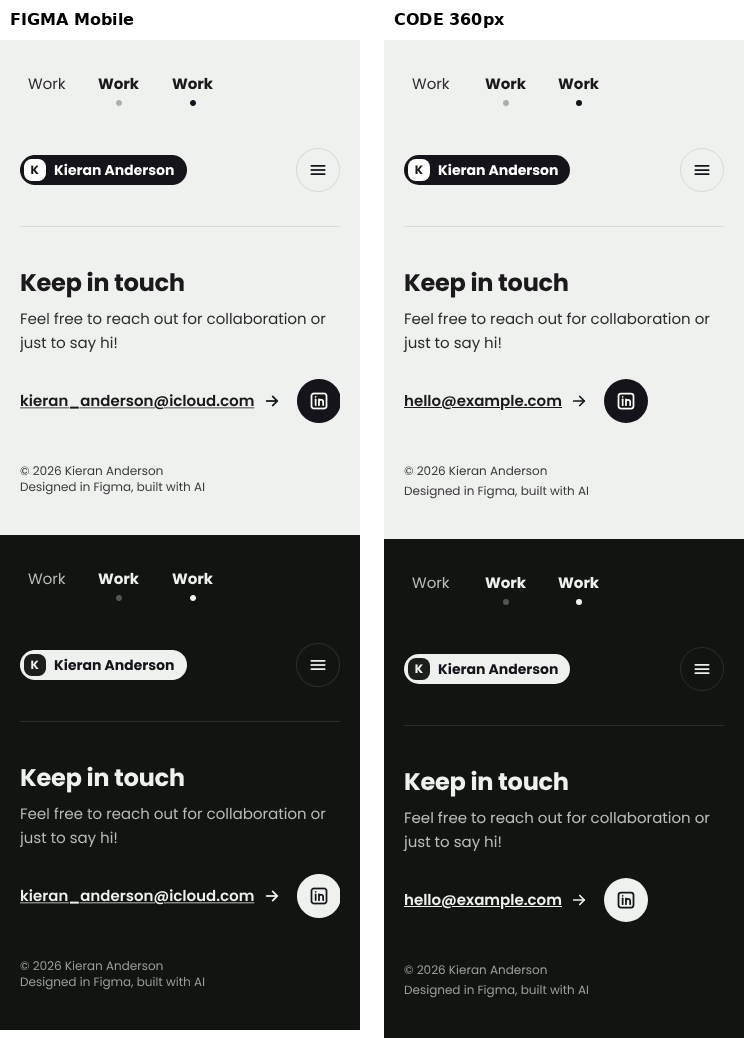 FIGMA Mobile
Work Work Work
K Kieran Anderson
Keep in touch
Feel free to reach out for collaboration or
just to say hi!
kieran_anderson@icloud.com → in
© 2026 Kieran Anderson
Designed in Figma, built with AI
Work Work Work
K Kieran Anderson
Keep in touch
Feel free to reach out for collaboration or
just to say hi!
kieran_anderson@icloud.com → in
© 2026 Kieran Anderson
Designed in Figma, built with AI
CODE 360px
Work Work Work
K Kieran Anderson
Keep in touch
Feel free to reach out for collaboration or
just to say hi!
hello@example.com → in
© 2026 Kieran Anderson
Designed in Figma, built with AI
Work Work Work
K Kieran Anderson
Keep in touch
Feel free to reach out for collaboration or
just to say hi!
hello@example.com → in
© 2026 Kieran Anderson
Designed in Figma, built with AI